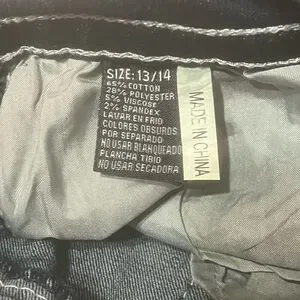 SIZE: 13/14
65% COTTON
28% POLYESTER
5% VISCOSE
2% SPANDEX
LAVAR EN FRIO
COLORES OBSURDS
POR SEPARADO
NO USAR BLANQUEADO
PLANCHA TIBIO
NO USAR SECADORA
MADE IN CHINA